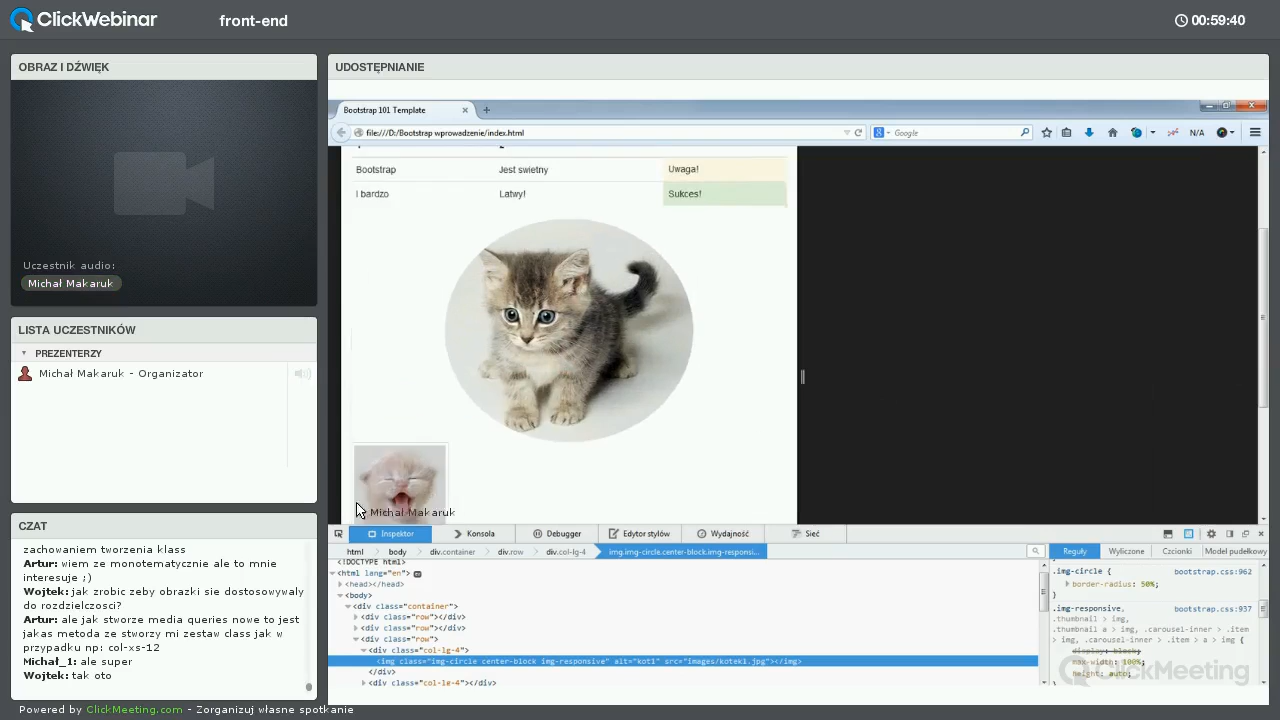 ClickWebinar
front-end
00:59:40
OBRAZ I DŹWIĘK
Uczestnik audio:
Michał Makaruk
LISTA UCZESTNIKÓW
PREZENTERZY
Michał Makaruk - Organizator
CZAT
zachowaniem tworzenia klass
Artur: wiem ze monotematycznie ale to mnie
interesuje ;)
Wojtek: jak zrobic zeby obrazki sie dostosowywaly
do rozdzielczosci?
Artur: ale jak stworze media queries nowe to jest
jakas metoda ze stworzy mi zestaw class jak w
przypadku np: col-xs-12
Michał_1: ale super
Wojtek: tak oto
UDOSTĘPNIANIE
Bootstrap 101 Template
file:///D:/Bootstrap wprowadzenie/index.html
Google
N/A
Bootstrap Jest swietny Uwaga!
I bardzo Latwy! Sukces!
Michał Makaruk
Inspektor Konsola Debugger Edytor stylów Wydajność Sieć
html body div.container div.row div.col-lg-4 img.img-circle.center-block.img-responsi...
Reguły Wyliczone Czcionki Model pudełkowy
<!DOCTYPE html>
<html lang="en">
<head></head>
<body>
<div class="container">
<div class="row"></div>
<div class="row"></div>
<div class="row">
<div class="col-lg-4">
<img class="img-circle center-block img-responsive" alt="kot1" src="images/kotek1.jpg"></img>
</div>
<div class="col-lg-4"></div>
.img-circle { bootstrap.css:962
border-radius: 50%;
}
.img-responsive, bootstrap.css:937
.thumbnail > img,
.thumbnail a > img, .carousel-inner > .item
> img, .carousel-inner > .item > a > img {
display: block;
max-width: 100%;
height: auto;
ClickMeeting
Powered by ClickMeeting.com - Zorganizuj własne spotkanie